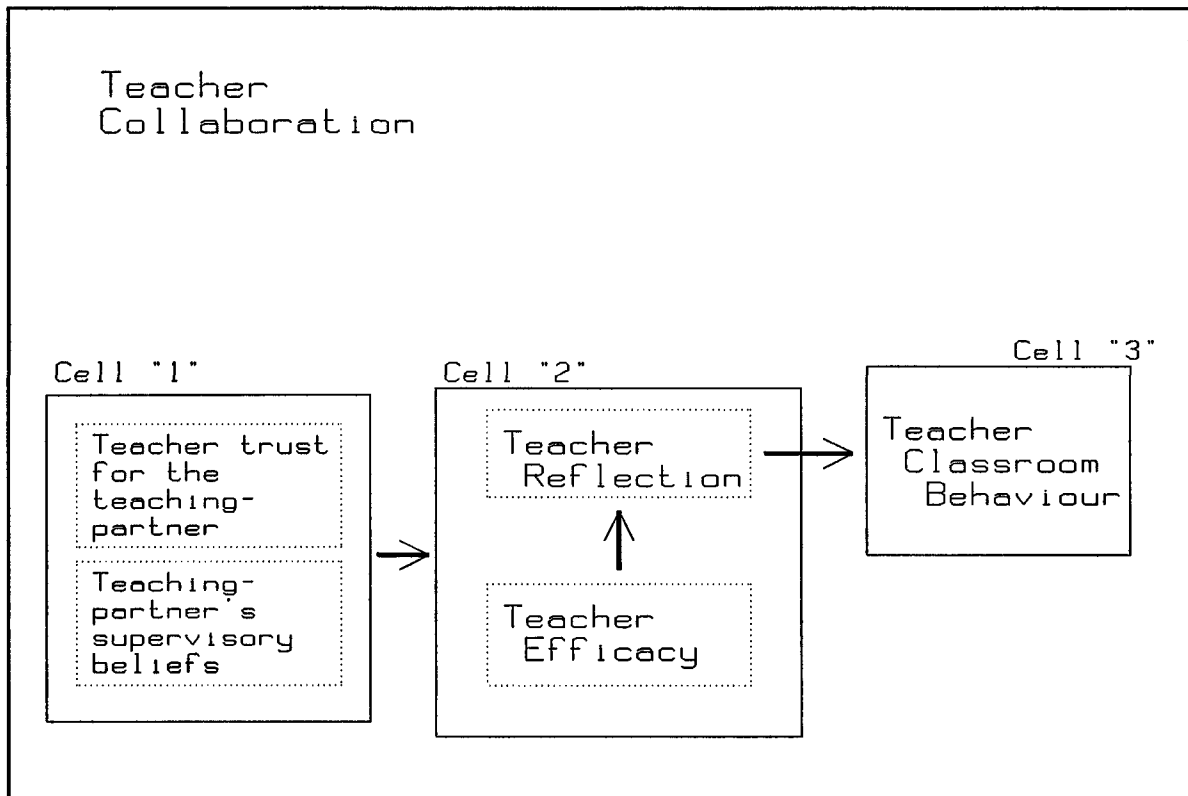 Teacher
Collaboration
Cell "1"
Teacher trust
for the
teaching-
partner
Teaching-
partner's
supervisory
beliefs
Cell "2"
Teacher
Reflection
Teacher
Efficacy
Cell "3"
Teacher
Classroom
Behaviour